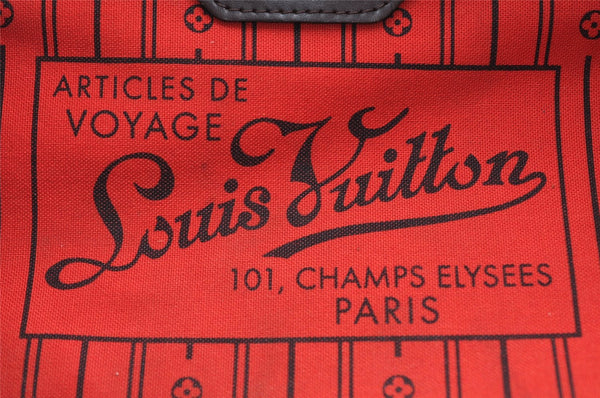 ARTICLES DE
VOYAGE
Louis Vuitton
101, CHAMPS ELYSEES
PARIS